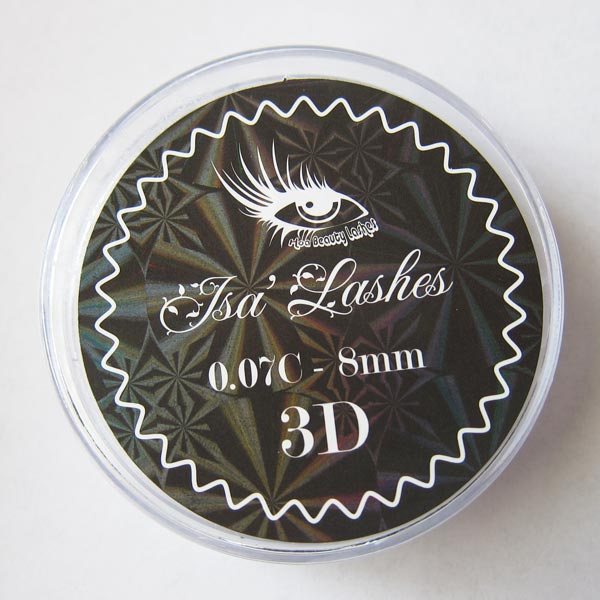 Beauty Lashes
Isa' Lashes
0.07C - 8mm
3D